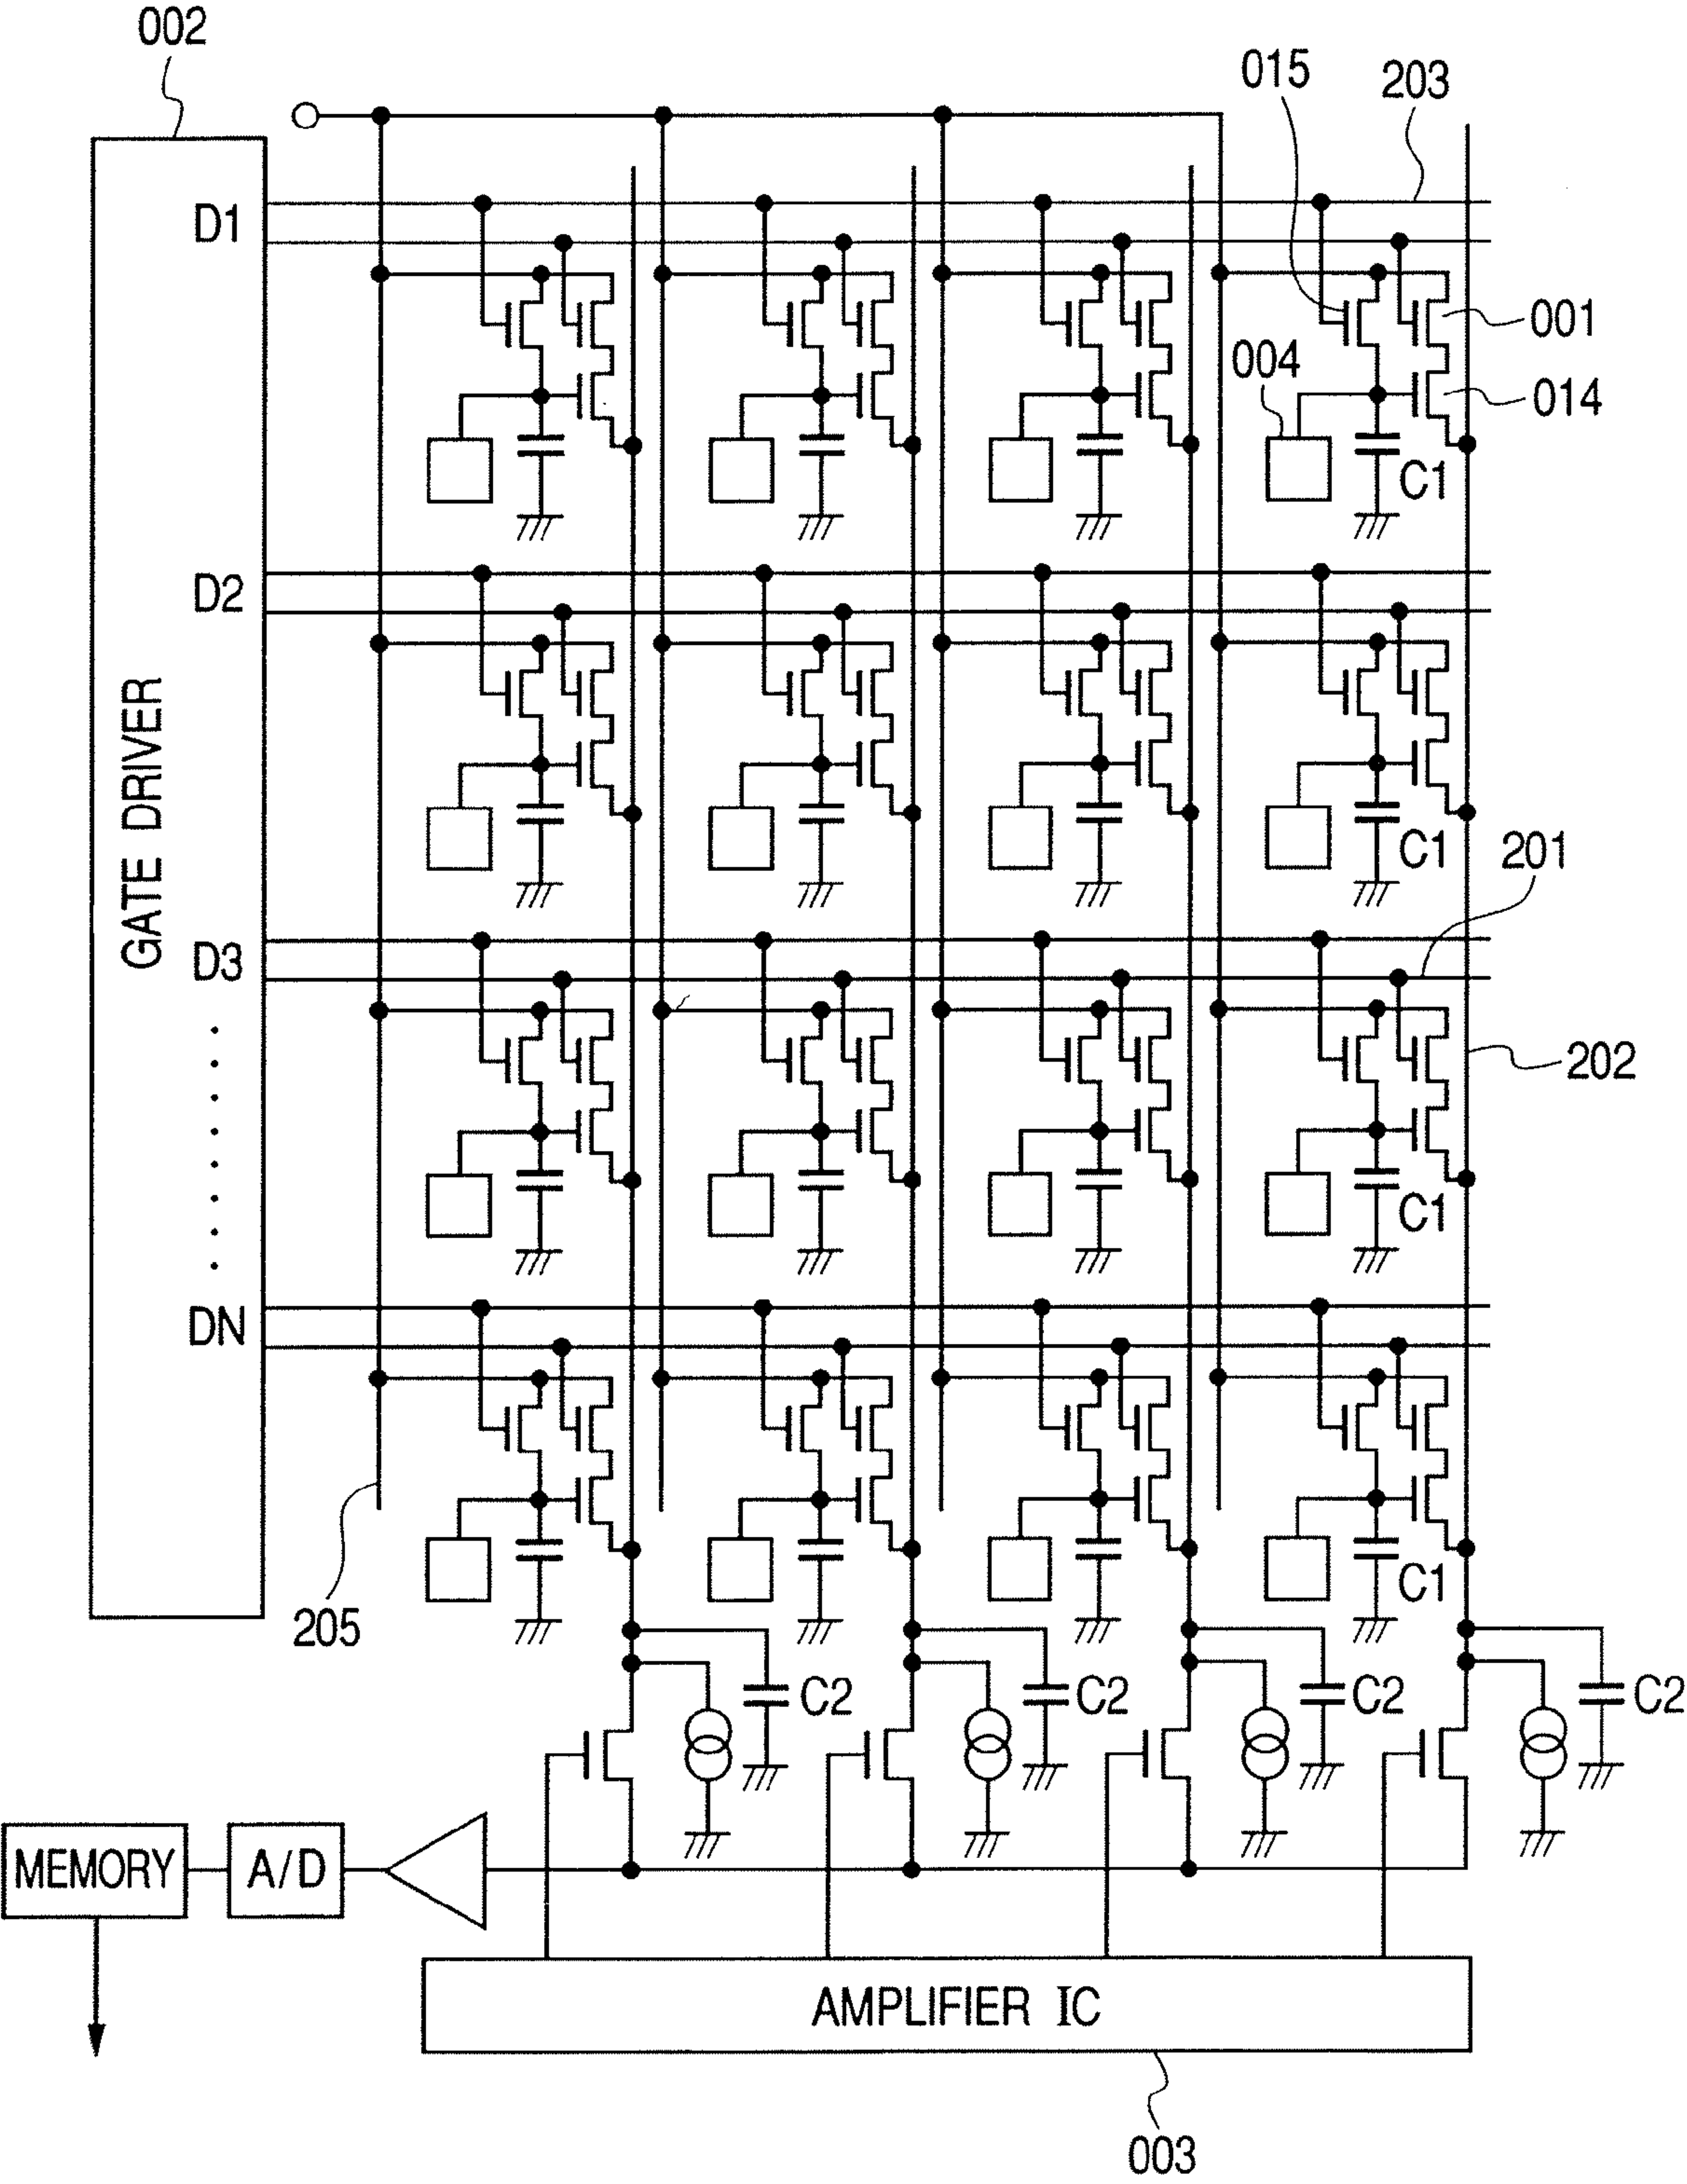 002
015
203
D1
001
004
014
C1
D2
C1
201
GATE DRIVER
D3
202
C1
DN
C1
205
C2
C2
C2
C2
MEMORY
A/D
AMPLIFIER IC
003